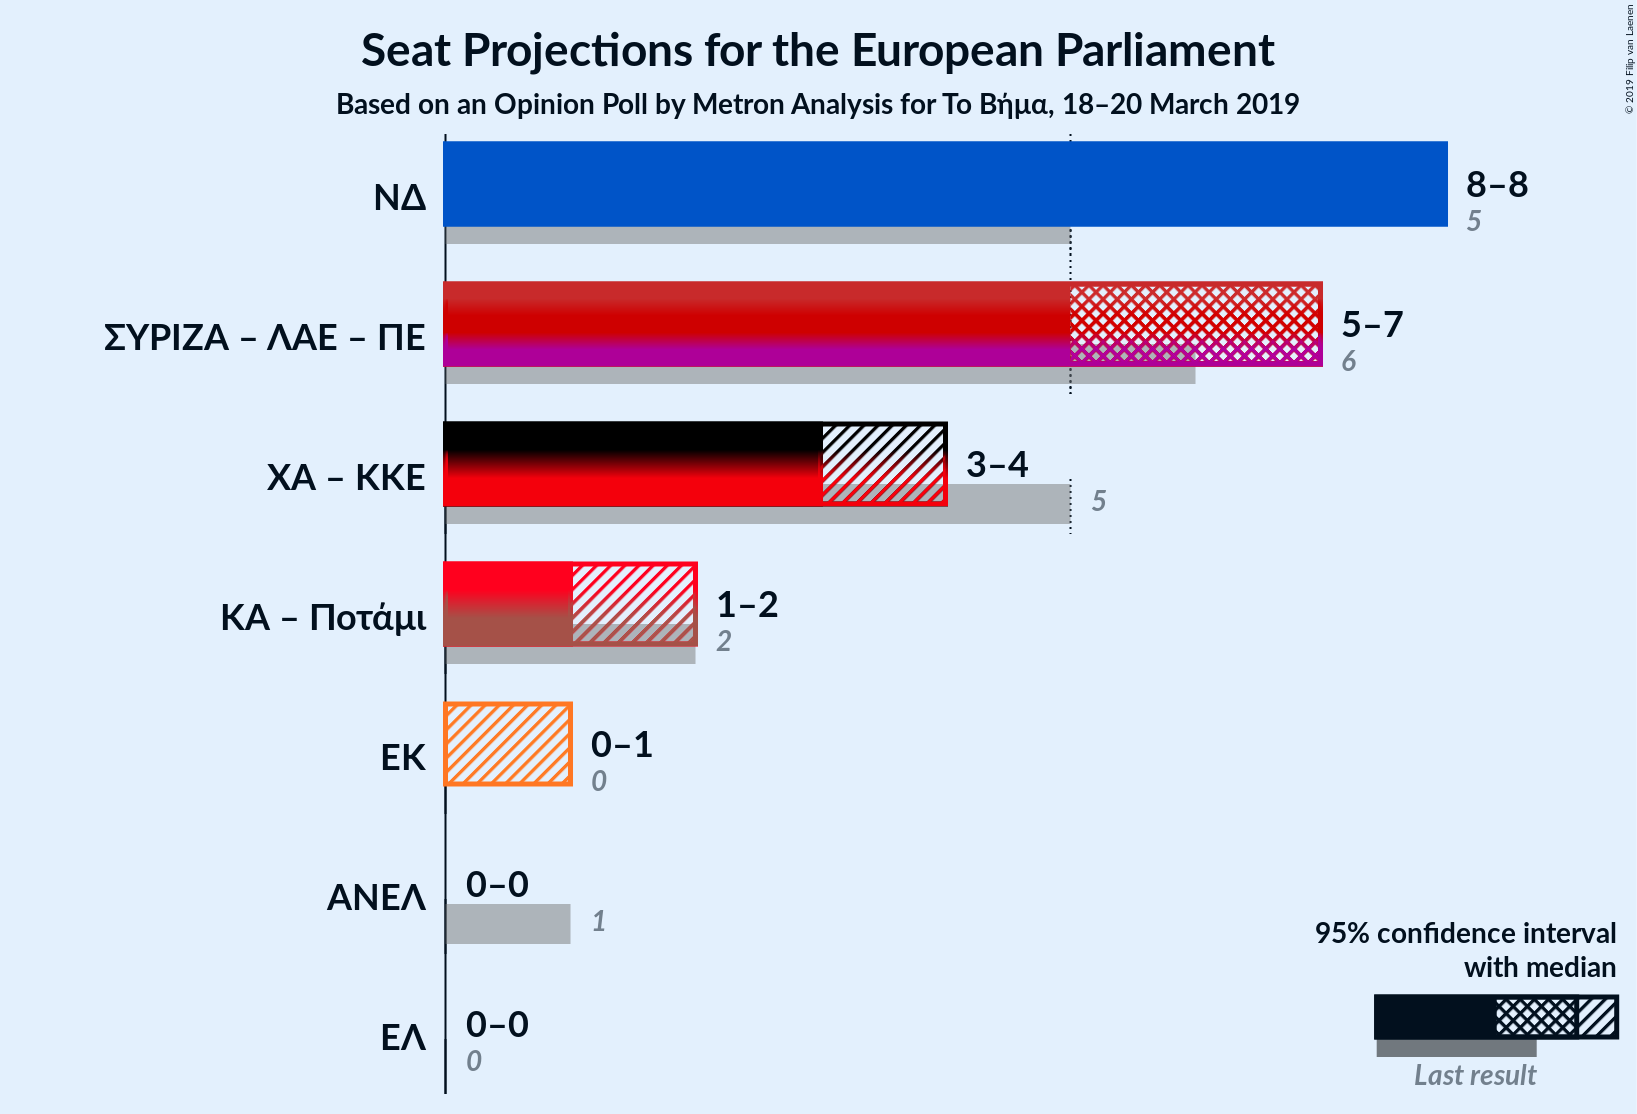 Seat Projections for the European Parliament
Based on an Opinion Poll by Metron Analysis for Το Βήμα, 18–20 March 2019
© 2019 Filip van Laenen
ΝΔ
8–8
5
ΣΥΡΙΖΑ – ΛΑΕ – ΠΕ
5–7
6
ΧΑ – ΚΚΕ
3–4
5
ΚΑ – Ποτάμι
1–2
2
ΕΚ
0–1
0
ΑΝΕΛ
0–0
1
ΕΛ
0–0
0
95% confidence interval
with median
Last result